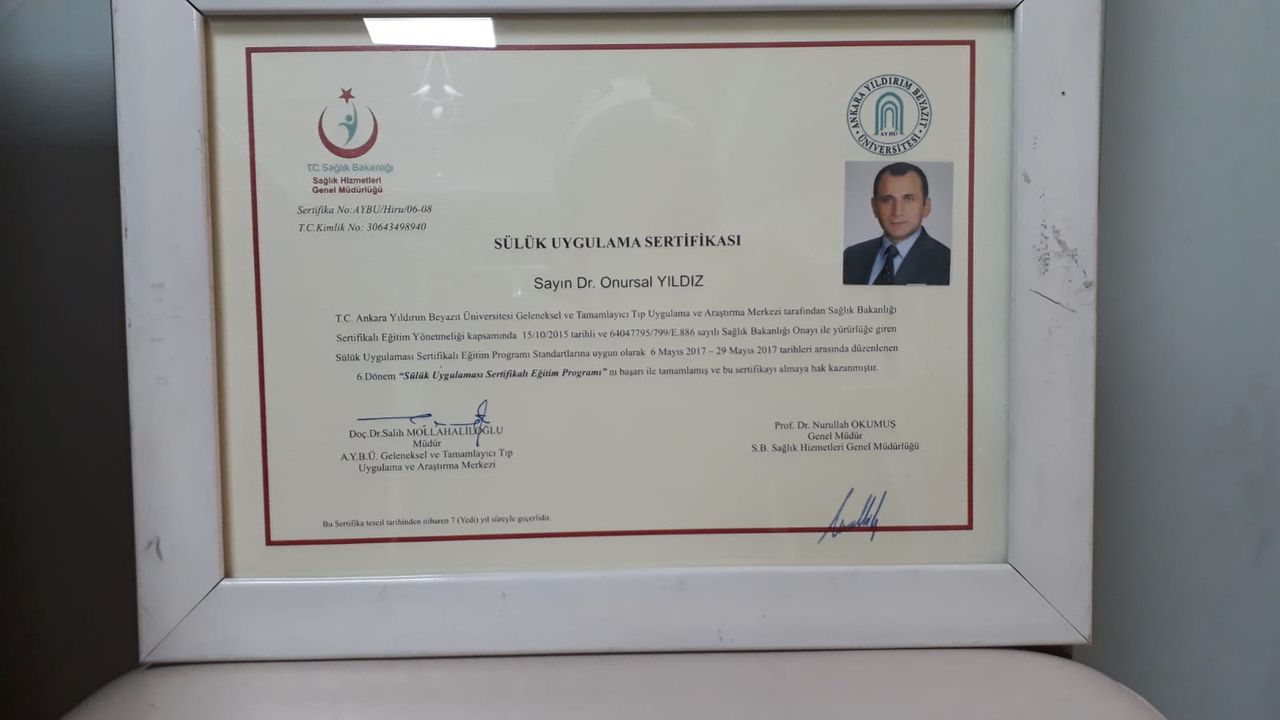 T.C. Sağlık Bakanlığı
Sağlık Hizmetleri
Genel Müdürlüğü
Sertifika No:AYBU/Hiru/06-08
T.C.Kimlik No: 30643498940
ANKARA YILDIRIM BEYAZIT ÜNİVERSİTESİ
AYBÜ
SÜLÜK UYGULAMA SERTİFİKASI
Sayın Dr. Onursal YILDIZ
T.C. Ankara Yıldırım Beyazıt Üniversitesi Geleneksel ve Tamamlayıcı Tıp Uygulama ve Araştırma Merkezi tarafından Sağlık Bakanlığı
Sertifikalı Eğitim Yönetmeliği kapsamında 15/10/2015 tarihli ve 64047795/799/E.886 sayılı Sağlık Bakanlığı Onayı ile yürürlüğe giren
Sülük Uygulaması Sertifikalı Eğitim Programı Standartlarına uygun olarak 6 Mayıs 2017 – 29 Mayıs 2017 tarihleri arasında düzenlenen
6.Dönem “Sülük Uygulaması Sertifikalı Eğitim Programı” nı başarı ile tamamlamış ve bu sertifikayı almaya hak kazanmıştır.
Doç.Dr.Salih MOLLAHALİLOĞLU
Müdür
A.Y.B.Ü. Geleneksel ve Tamamlayıcı Tıp
Uygulama ve Araştırma Merkezi
Prof. Dr. Nurullah OKUMUŞ
Genel Müdür
S.B. Sağlık Hizmetleri Genel Müdürlüğü
Bu Sertifika tescil tarihinden itibaren 7 (Yedi) yıl süreyle geçerlidir.